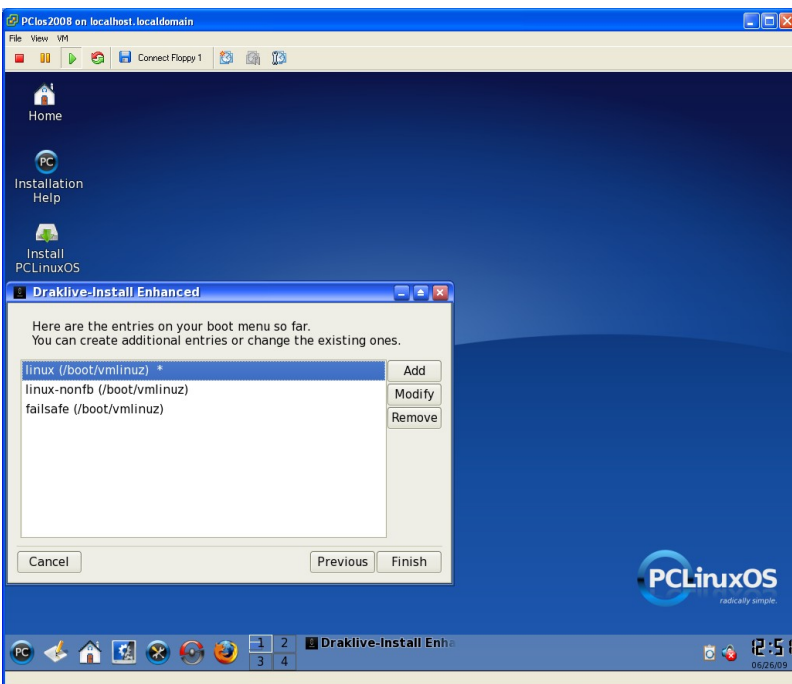 PClos2008 on localhost.localdomain
File View VM
Connect Floppy 1
Home
PC
Installation
Help
Install
PCLinuxOS
Draklive-Install Enhanced
Here are the entries on your boot menu so far.
You can create additional entries or change the existing ones.
linux (/boot/vmlinuz) *
linux-nonfb (/boot/vmlinuz)
failsafe (/boot/vmlinuz)
Add
Modify
Remove
Cancel
Previous
Finish
PCLinuxOS
radically simple.
PC
1 2
3 4
Draklive-Install Enha
06/26/09